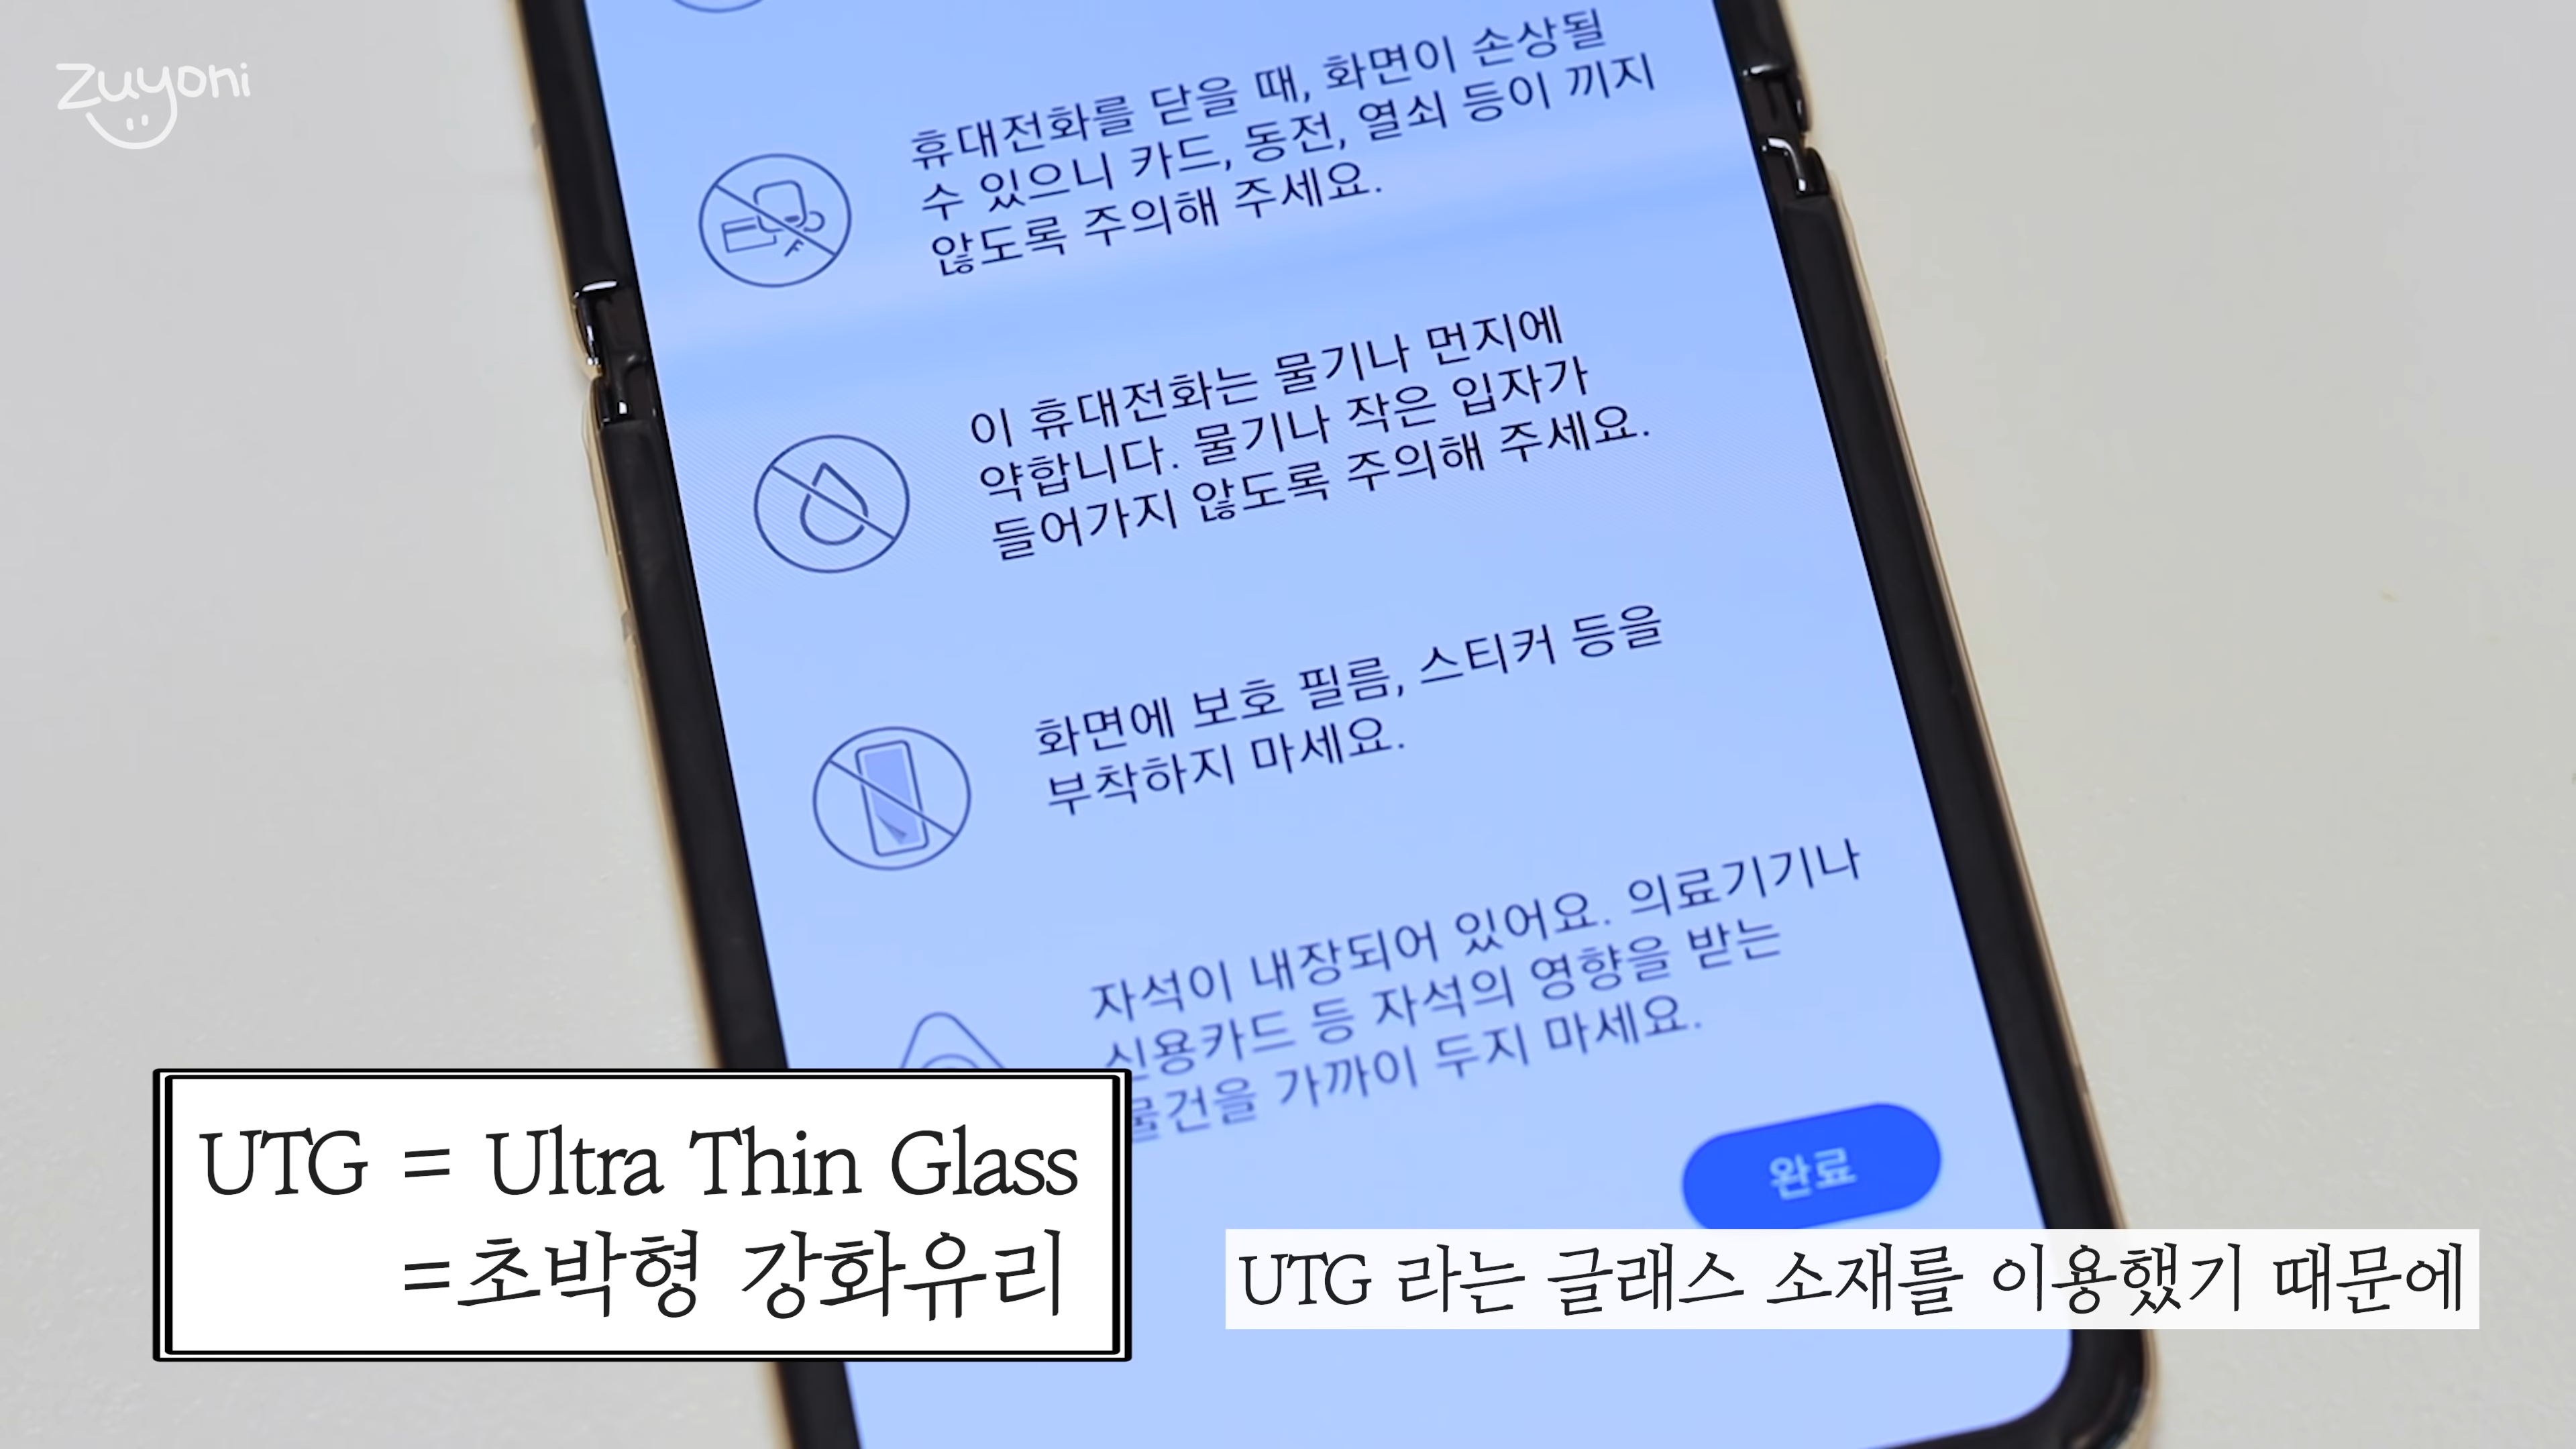 zuyoni
휴대전화를 닫을 때, 화면이 손상될
수 있으니 카드, 동전, 열쇠 등이 끼지
않도록 주의해 주세요.
이 휴대전화는 물기나 먼지에
약합니다. 물기나 작은 입자가
들어가지 않도록 주의해 주세요.
화면에 보호 필름, 스티커 등을
부착하지 마세요.
자석이 내장되어 있어요. 의료기기나
신용카드 등 자석의 영향을 받는
물건을 가까이 두지 마세요.
완료
UTG = Ultra Thin Glass
=초박형 강화유리
UTG 라는 글래스 소재를 이용했기 때문에